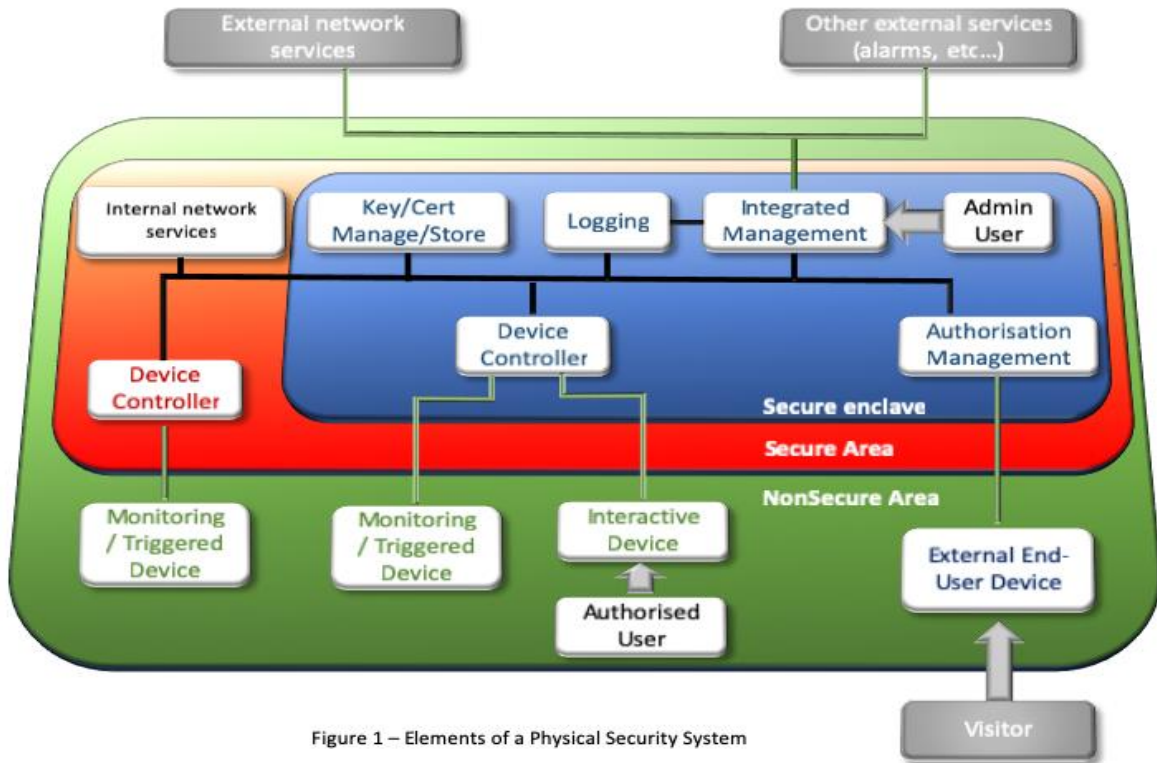 External network
services
Other external services
(alarms, etc...)
Internal network
services
Key/Cert
Manage/Store
Logging
Integrated
Management
Admin
User
Device
Controller
Authorisation
Management
Device
Controller
Secure enclave
Secure Area
NonSecure Area
Monitoring
/ Triggered
Device
Monitoring
/ Triggered
Device
Interactive
Device
External End-
User Device
Authorised
User
Visitor
Figure 1 – Elements of a Physical Security System